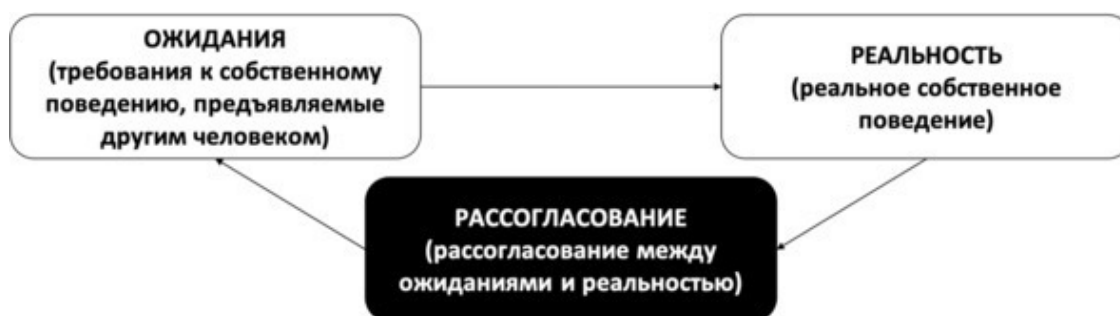 ОЖИДАНИЯ
(требования к собственному
поведению, предъявляемые
другим человеком)
РЕАЛЬНОСТЬ
(реальное собственное
поведение)
РАССОГЛАСОВАНИЕ
(рассогласование между
ожиданиями и реальностью)